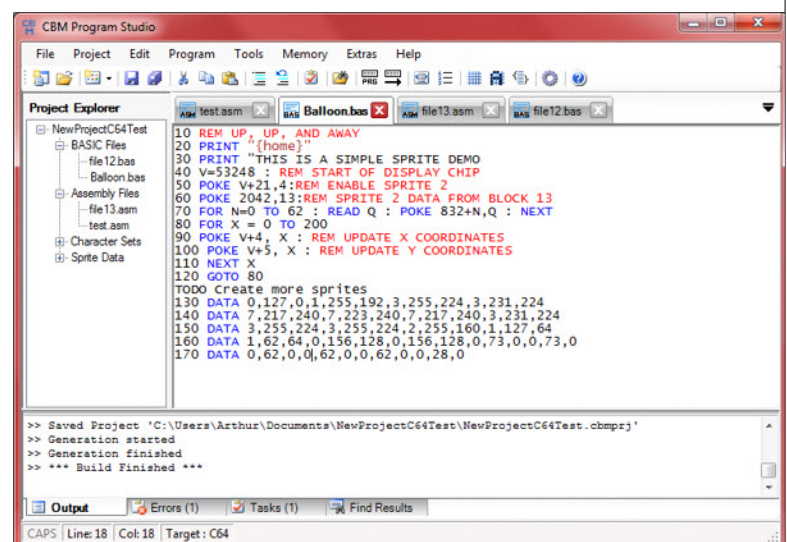 CBM Program Studio
File Project Edit Program Tools Memory Extras Help
PRG
Project Explorer
NewProjectC64Test
BASIC Files
file12.bas
Balloon.bas
Assembly Files
file13.asm
test.asm
Character Sets
Sprite Data
ASM test.asm BAS Balloon.bas ASM file13.asm BAS file12.bas
10 REM UP, UP, AND AWAY
20 PRINT "{home}"
30 PRINT "THIS IS A SIMPLE SPRITE DEMO
40 V=53248 : REM START OF DISPLAY CHIP
50 POKE V+21,4:REM ENABLE SPRITE 2
60 POKE 2042,13:REM SPRITE 2 DATA FROM BLOCK 13
70 FOR N=0 TO 62 : READ Q : POKE 832+N,Q : NEXT
80 FOR X = 0 TO 200
90 POKE V+4, X : REM UPDATE X COORDINATES
100 POKE V+5, X : REM UPDATE Y COORDINATES
110 NEXT X
120 GOTO 80
TODO Create more sprites
130 DATA 0,127,0,1,255,192,3,255,224,3,231,224
140 DATA 7,217,240,7,223,240,7,217,240,3,231,224
150 DATA 3,255,224,3,255,224,2,255,160,1,127,64
160 DATA 1,62,64,0,156,128,0,156,128,0,73,0,0,73,0
170 DATA 0,62,0,0,62,0,0,62,0,0,28,0
>> Saved Project 'C:\Users\Arthur\Documents\NewProjectC64Test\NewProjectC64Test.cbmprj'
>> Generation started
>> Generation finished
>> *** Build Finished ***
Output Errors (1) Tasks (1) Find Results
CAPS Line: 18 Col: 18 Target : C64